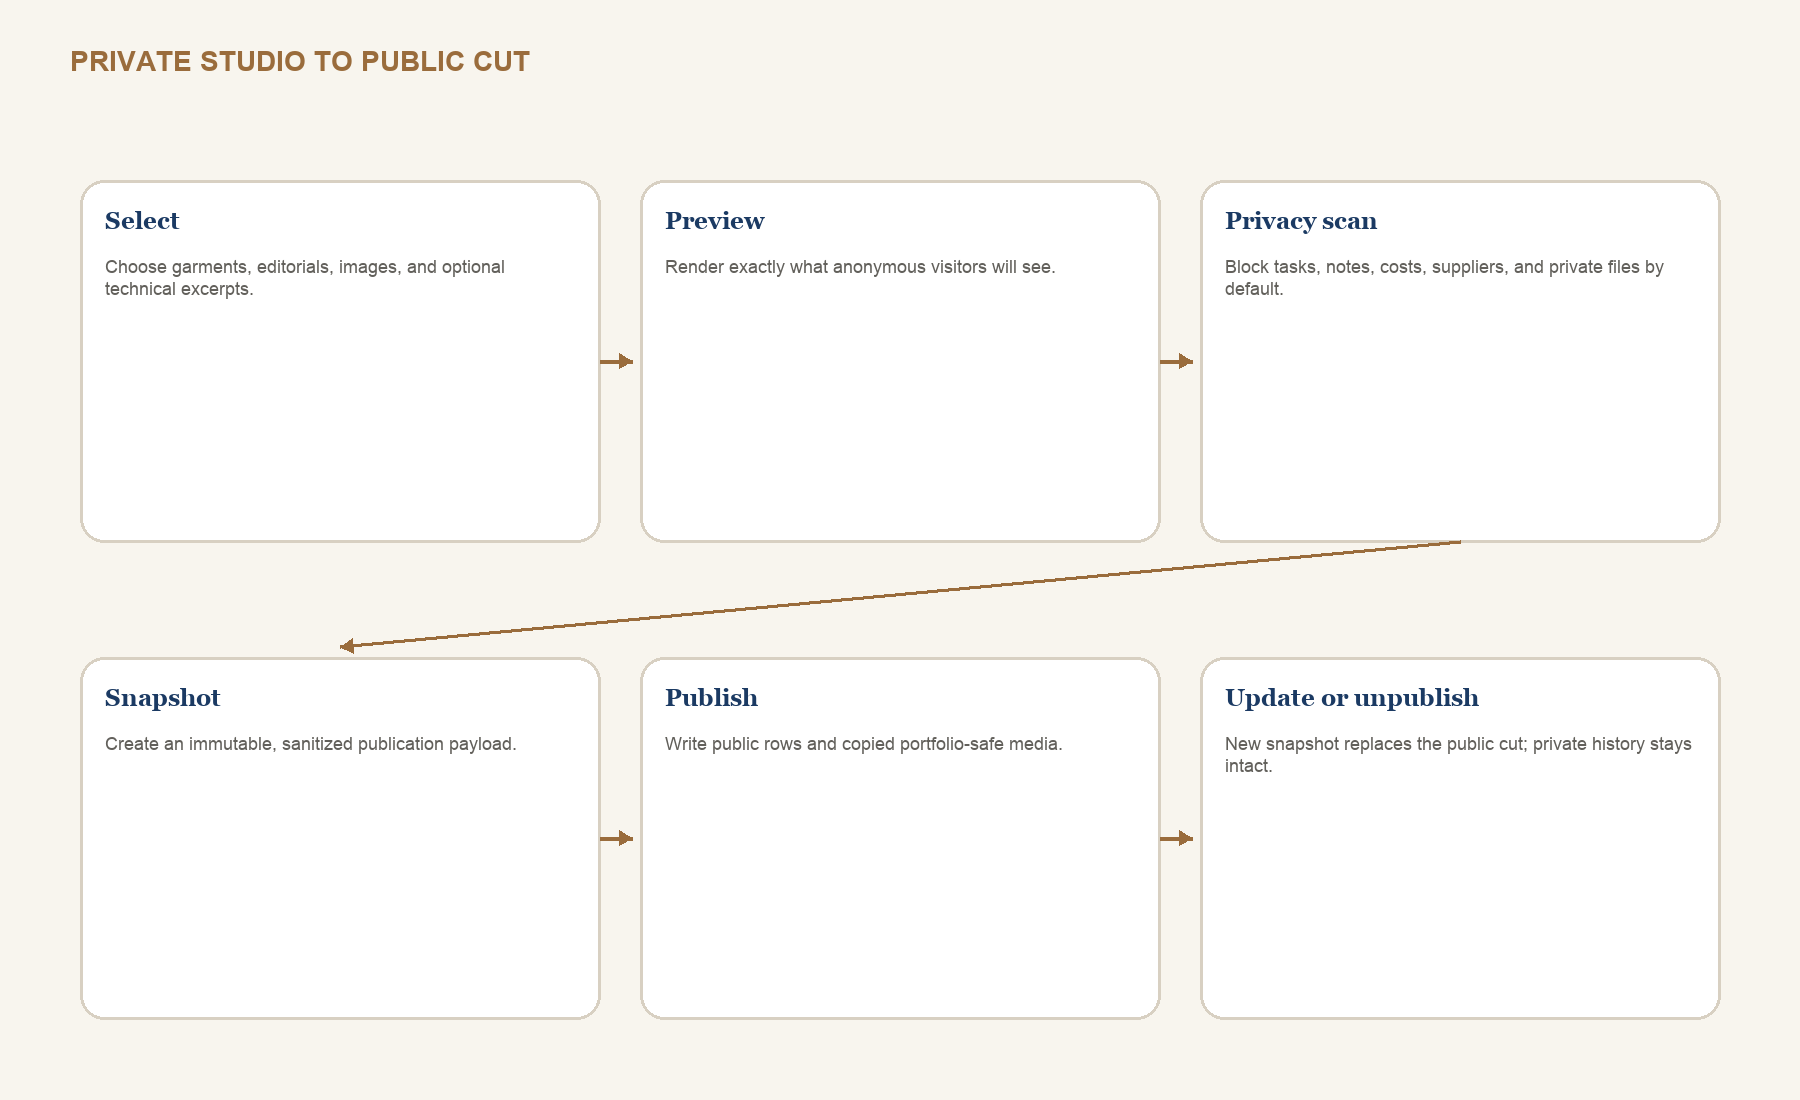 PRIVATE STUDIO TO PUBLIC CUT
Select
Choose garments, editorials, images, and optional
technical excerpts.
Preview
Render exactly what anonymous visitors will see.
Privacy scan
Block tasks, notes, costs, suppliers, and private files by
default.
Snapshot
Create an immutable, sanitized publication payload.
Publish
Write public rows and copied portfolio-safe media.
Update or unpublish
New snapshot replaces the public cut; private history stays
intact.